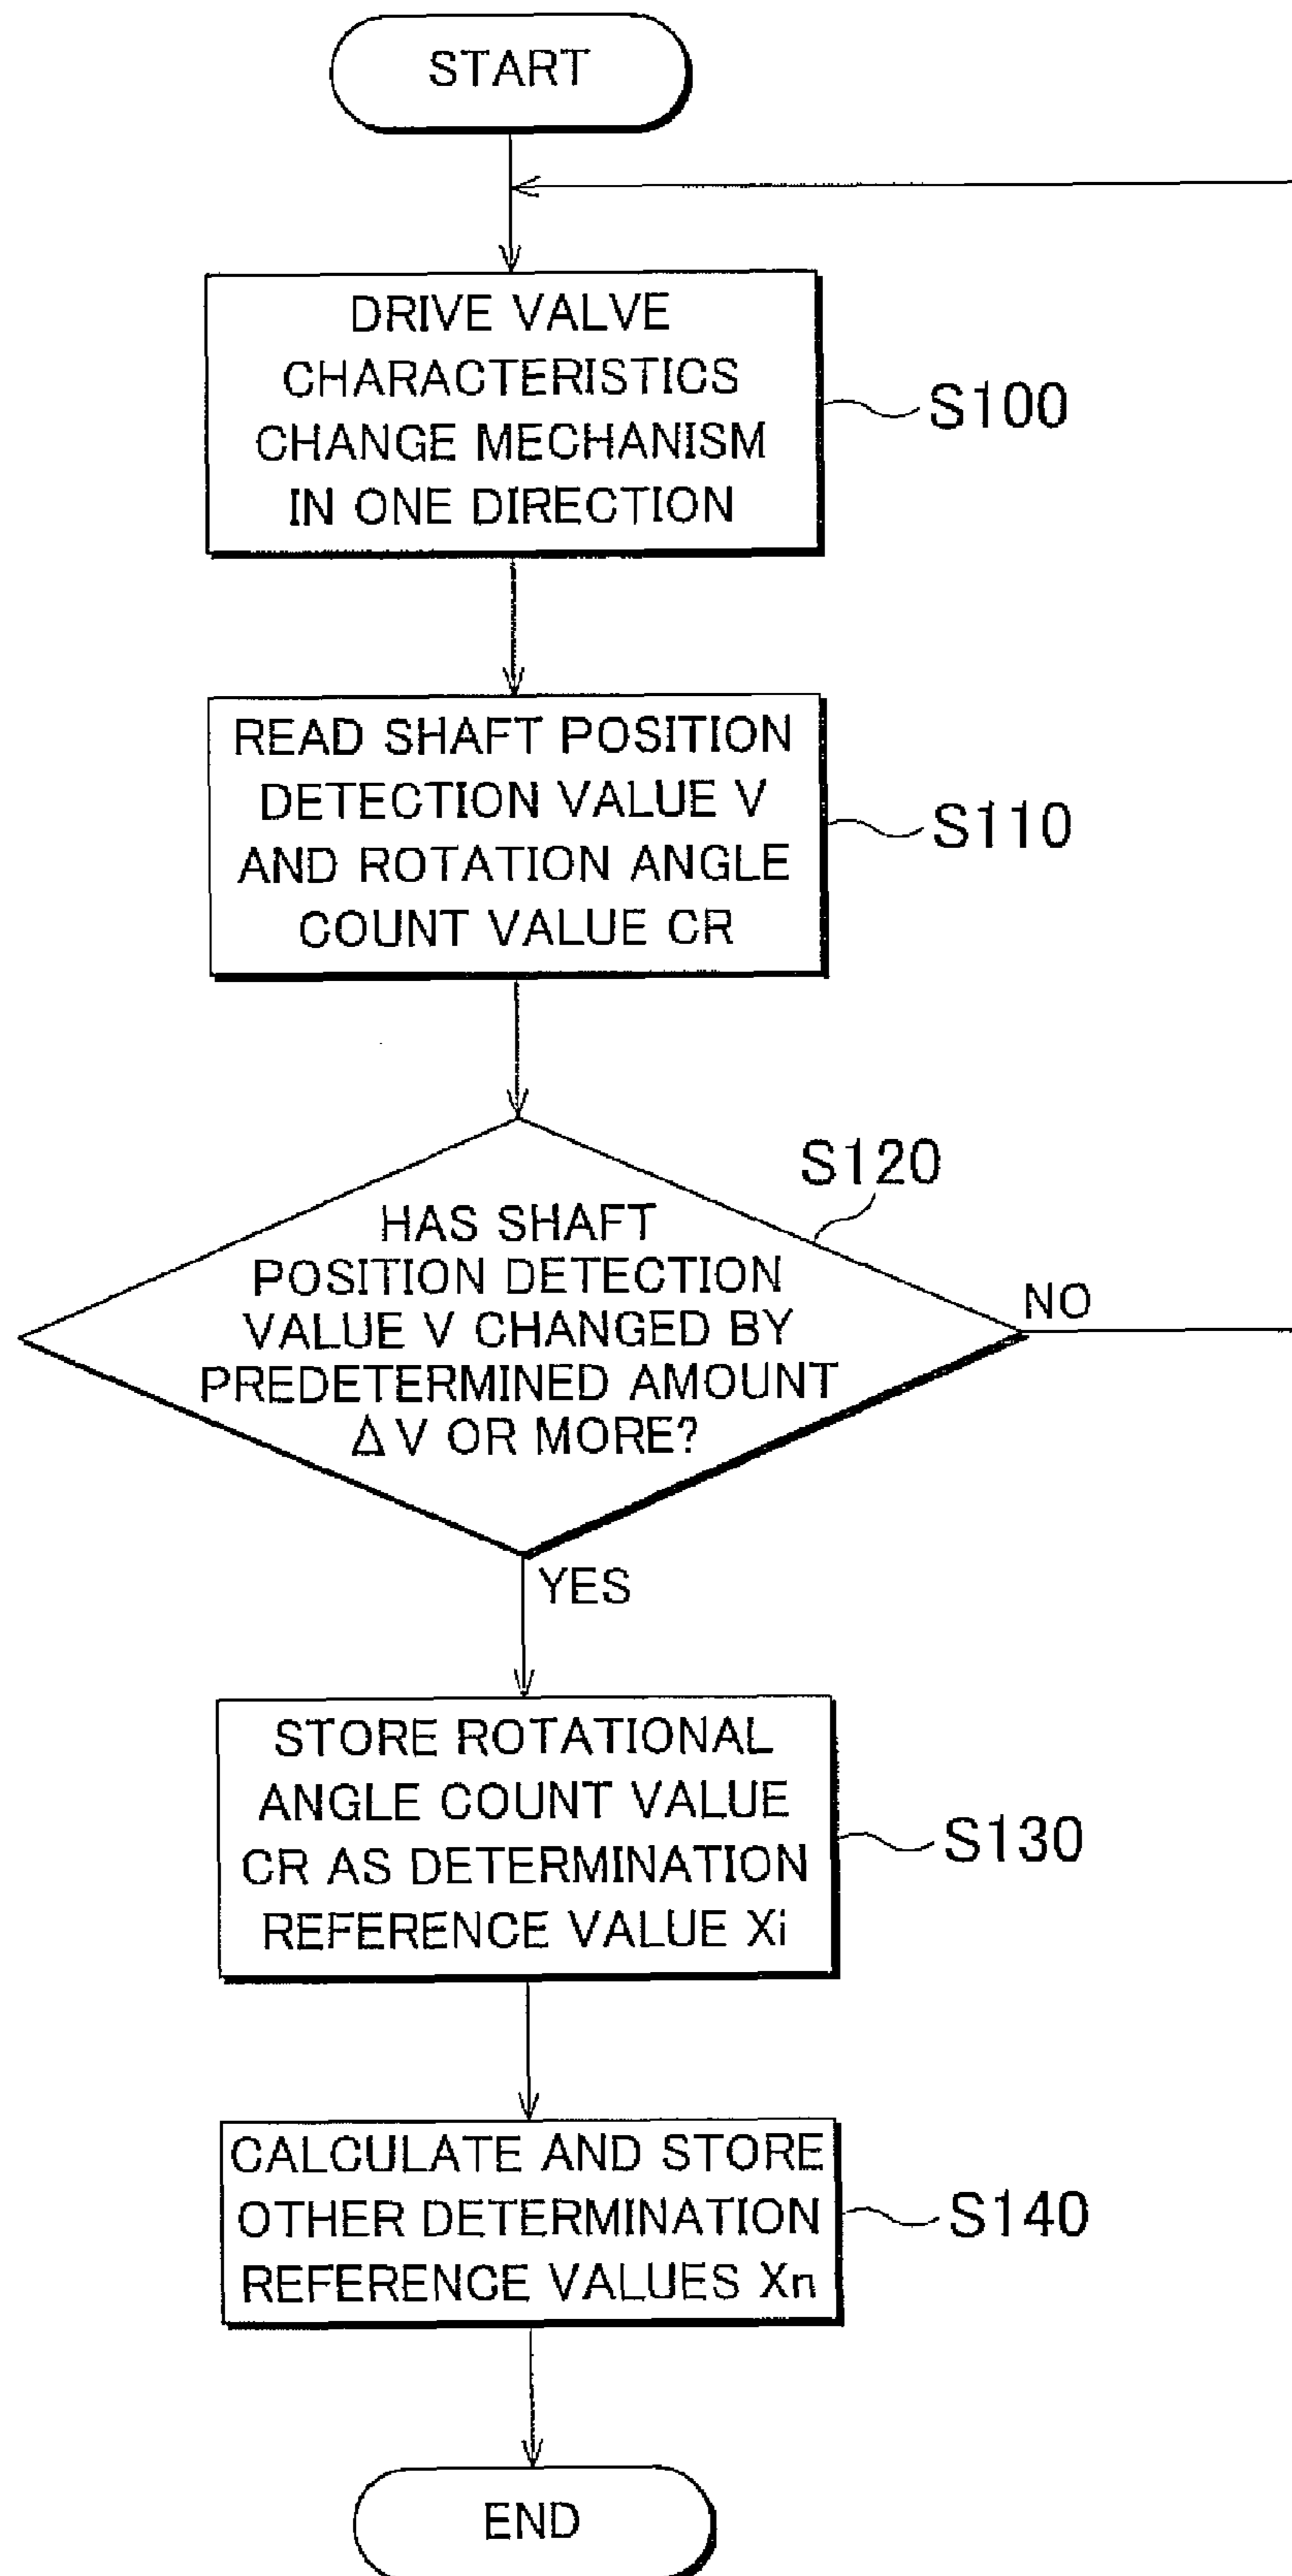 START
DRIVE VALVE
CHARACTERISTICS
CHANGE MECHANISM
IN ONE DIRECTION
S100
READ SHAFT POSITION
DETECTION VALUE V
AND ROTATION ANGLE
COUNT VALUE CR
S110
S120
HAS SHAFT
POSITION DETECTION
VALUE V CHANGED BY
PREDETERMINED AMOUNT
ΔV OR MORE?
NO
YES
STORE ROTATIONAL
ANGLE COUNT VALUE
CR AS DETERMINATION
REFERENCE VALUE Xi
S130
CALCULATE AND STORE
OTHER DETERMINATION
REFERENCE VALUES Xn
S140
END